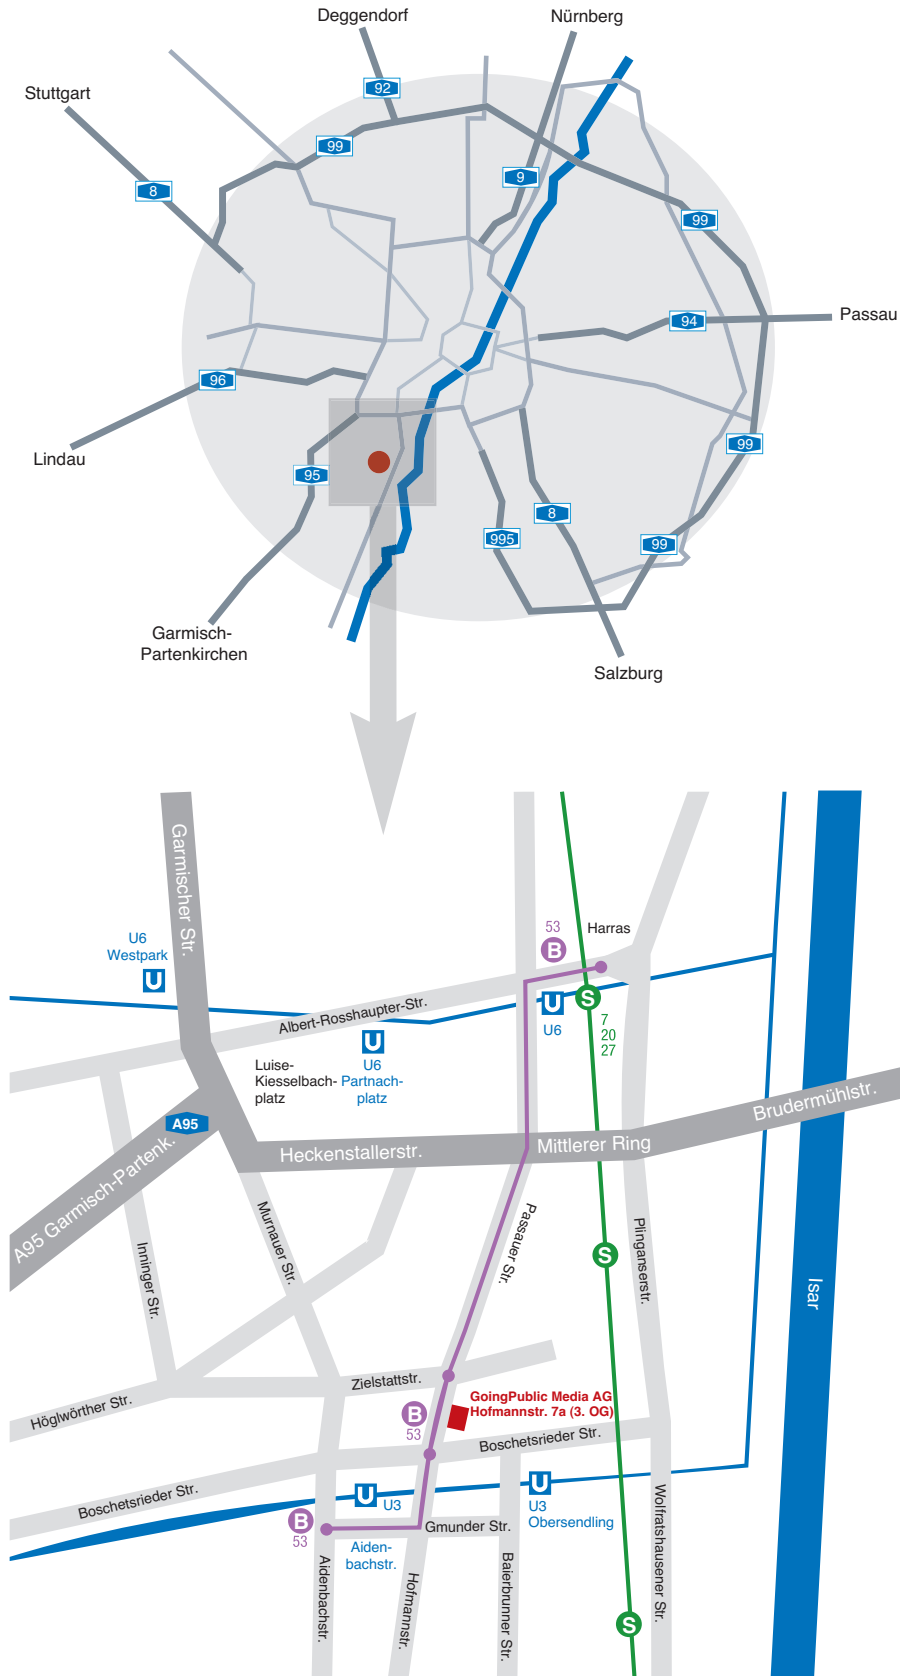 Deggendorf
Nürnberg
Stuttgart
92
99
8
9
99
Passau
94
96
99
Lindau
95
8
995
99
Garmisch-
Partenkirchen
Salzburg
Garmischer Str.
53
B
Harras
U6
Westpark
U
S
U
U6
7
20
27
Albert-Rosshaupter-Str.
U
U6
Partnach-
platz
Luise-
Kiesselbach-
platz
Brudermühlstr.
A95
Heckenstallerstr.
Mittlerer Ring
A95 Garmisch-Partenk.
Inninger Str.
Murnauer Str.
Passauer Str.
Plinganserstr.
S
Isar
Zielstattstr.
Höglwörther Str.
GoingPublic Media AG
Hofmannstr. 7a (3. OG)
B
53
Boschetsrieder Str.
Boschetsrieder Str.
U
U3
U
U3
Obersendling
B
53
Gmunder Str.
Aiden-
bachstr.
Aidenbachstr.
Hofmannstr.
Baierbrunner Str.
Wolfratshausener Str.
S